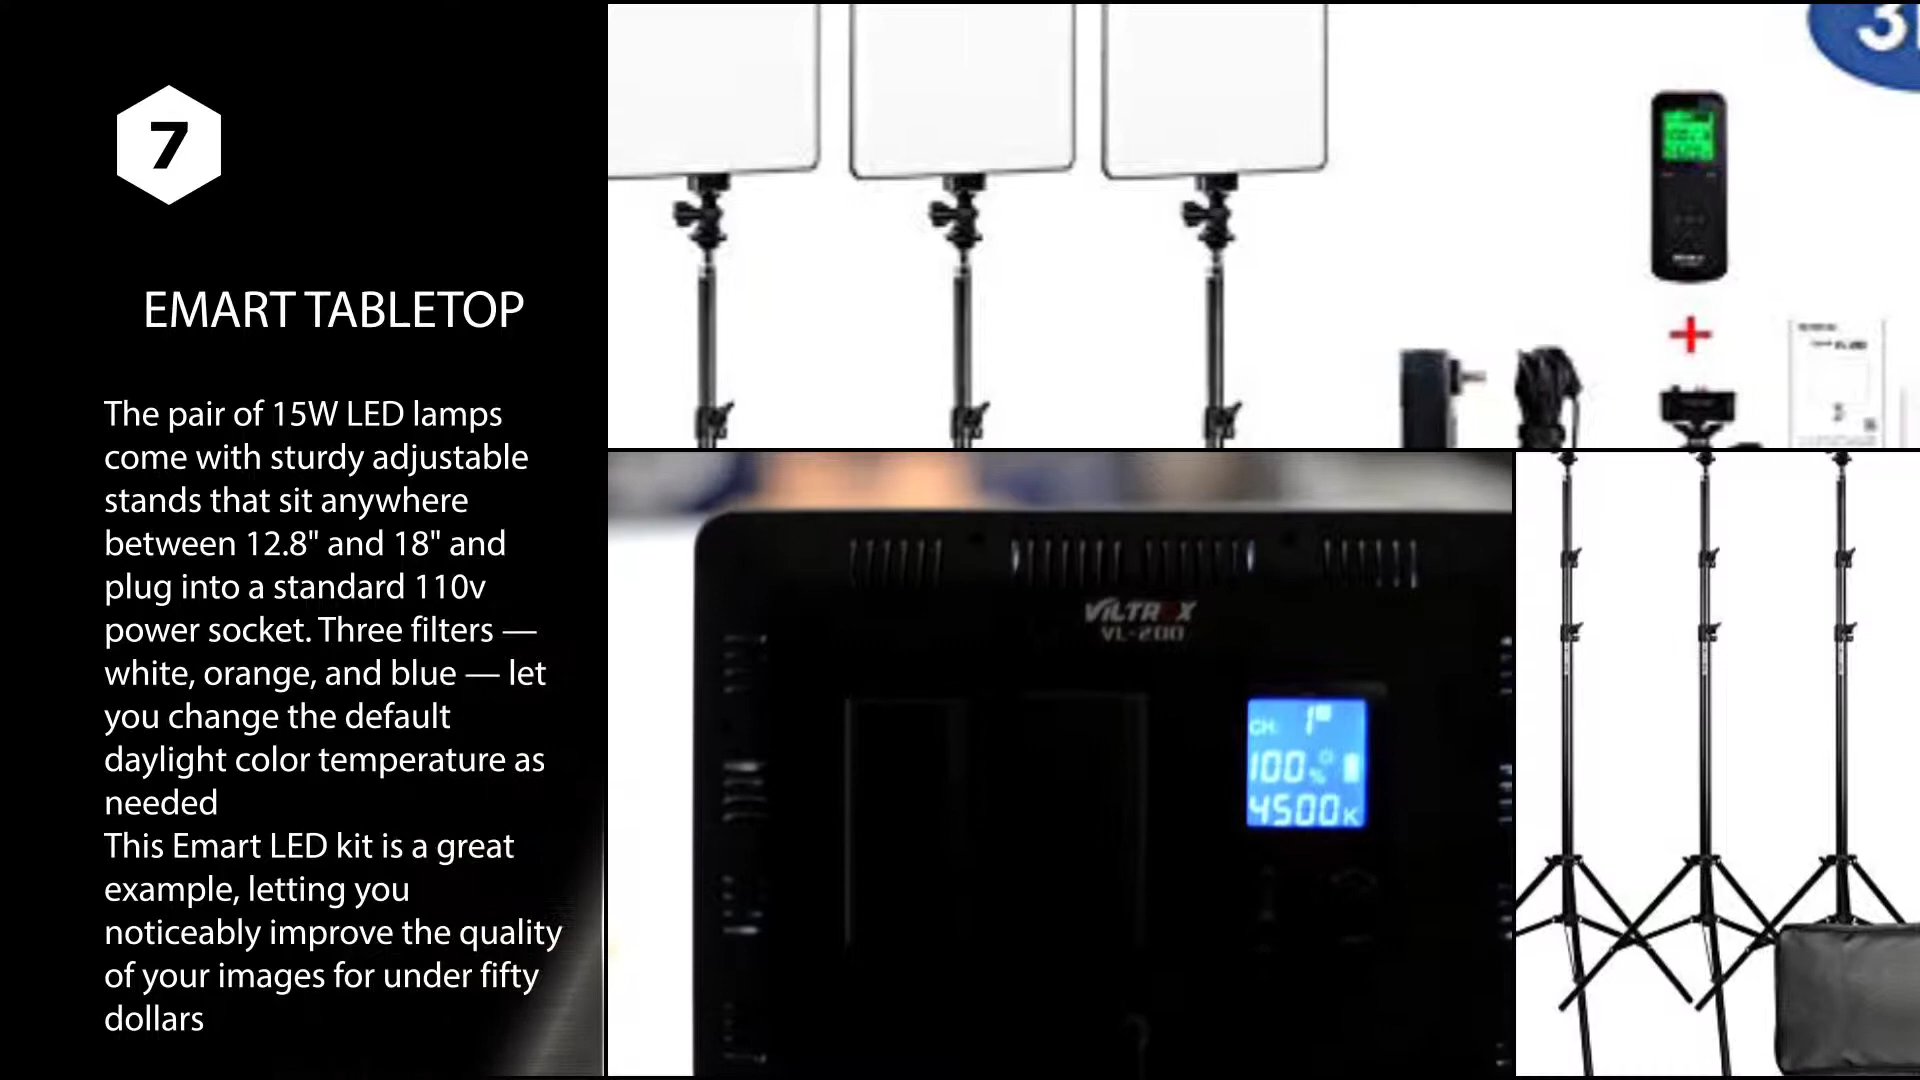 7
EMART TABLETOP
The pair of 15W LED lamps
come with sturdy adjustable
stands that sit anywhere
between 12.8" and 18" and
plug into a standard 110v
power socket. Three filters —
white, orange, and blue — let
you change the default
daylight color temperature as
needed
This Emart LED kit is a great
example, letting you
noticeably improve the quality
of your images for under fifty
dollars
VILTROX
VL-200
CH 1
100%
4500K